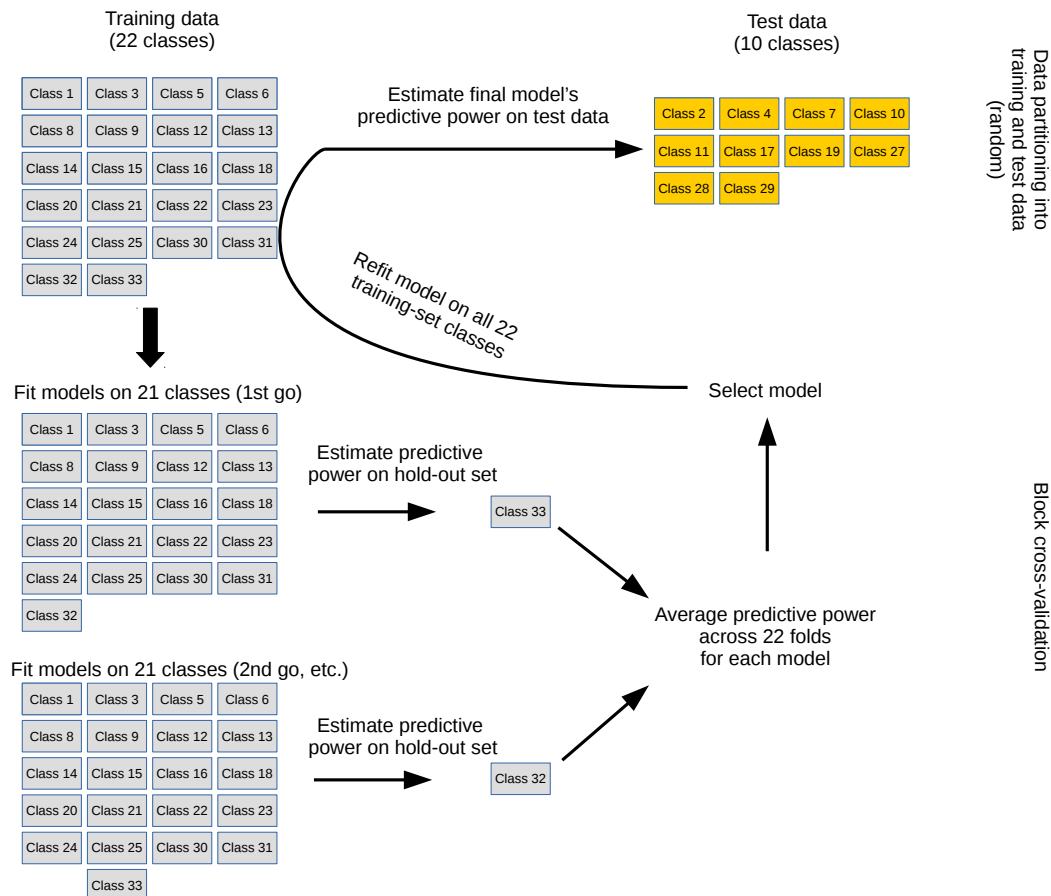 Training data
(22 classes)
Class 1 Class 3 Class 5 Class 6
Class 8 Class 9 Class 12 Class 13
Class 14 Class 15 Class 16 Class 18
Class 20 Class 21 Class 22 Class 23
Class 24 Class 25 Class 30 Class 31
Class 32 Class 33
Estimate final model's
predictive power on test data
Test data
(10 classes)
Class 2 Class 4 Class 7 Class 10
Class 11 Class 17 Class 19 Class 27
Class 28 Class 29
Data partitioning into
training and test data
(random)
Refit model on all 22
training-set classes
Select model
Fit models on 21 classes (1st go)
Class 1 Class 3 Class 5 Class 6
Class 8 Class 9 Class 12 Class 13
Class 14 Class 15 Class 16 Class 18
Class 20 Class 21 Class 22 Class 23
Class 24 Class 25 Class 30 Class 31
Class 32
Estimate predictive
power on hold-out set
Class 33
Average predictive power
across 22 folds
for each model
Block cross-validation
Fit models on 21 classes (2nd go, etc.)
Class 1 Class 3 Class 5 Class 6
Class 8 Class 9 Class 12 Class 13
Class 14 Class 15 Class 16 Class 18
Class 20 Class 21 Class 22 Class 23
Class 24 Class 25 Class 30 Class 31
Class 33
Estimate predictive
power on hold-out set
Class 32